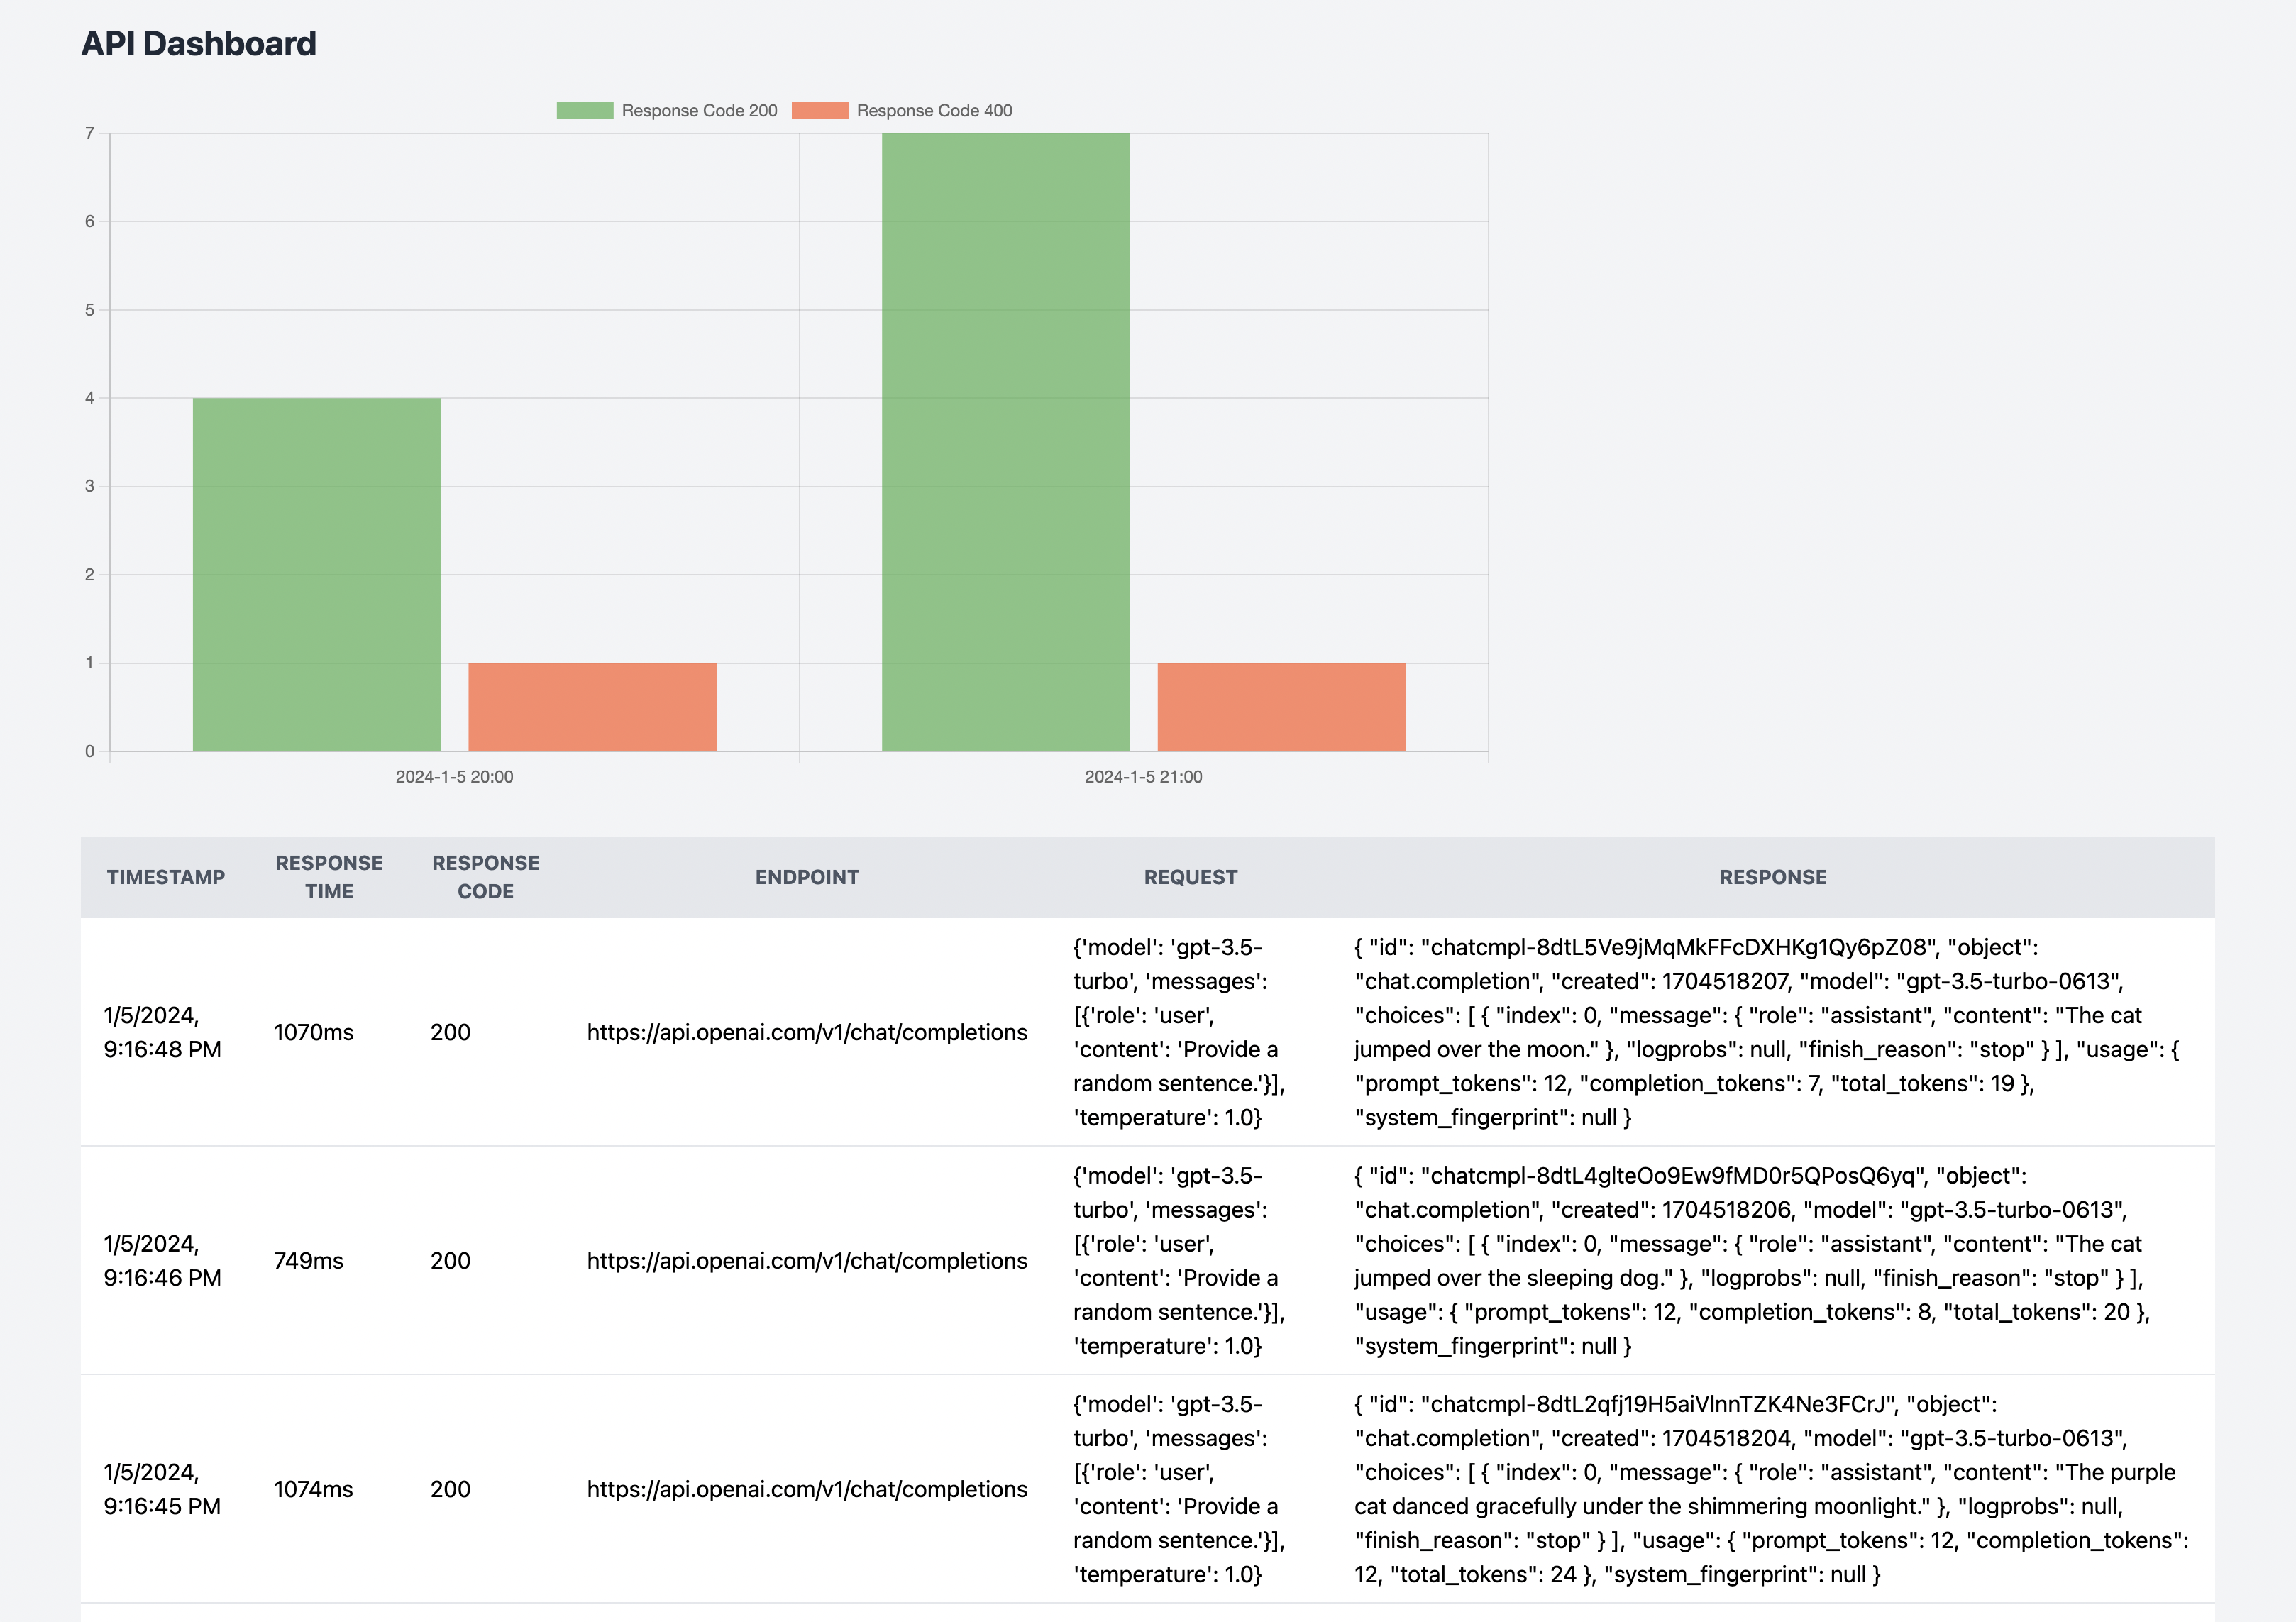 API Dashboard
Response Code 200 Response Code 400
7
6
5
4
3
2
1
0
2024-1-5 20:00 2024-1-5 21:00
TIMESTAMP
RESPONSE
TIME
RESPONSE
CODE
ENDPOINT
REQUEST
RESPONSE
1/5/2024,
9:16:48 PM
1070ms
200
https://api.openai.com/v1/chat/completions
{'model': 'gpt-3.5-
turbo', 'messages':
[{'role': 'user',
'content': 'Provide a
random sentence.'}],
'temperature': 1.0}
{ "id": "chatcmpl-8dtL5Ve9jMqMkFFcDXHKg1Qy6pZ08", "object":
"chat.completion", "created": 1704518207, "model": "gpt-3.5-turbo-0613",
"choices": [ { "index": 0, "message": { "role": "assistant", "content": "The cat
jumped over the moon." }, "logprobs": null, "finish_reason": "stop" } ], "usage": {
"prompt_tokens": 12, "completion_tokens": 7, "total_tokens": 19 },
"system_fingerprint": null }
1/5/2024,
9:16:46 PM
749ms
200
https://api.openai.com/v1/chat/completions
{'model': 'gpt-3.5-
turbo', 'messages':
[{'role': 'user',
'content': 'Provide a
random sentence.'}],
'temperature': 1.0}
{ "id": "chatcmpl-8dtL4glteOo9Ew9fMD0r5QPosQ6yq", "object":
"chat.completion", "created": 1704518206, "model": "gpt-3.5-turbo-0613",
"choices": [ { "index": 0, "message": { "role": "assistant", "content": "The cat
jumped over the sleeping dog." }, "logprobs": null, "finish_reason": "stop" } ],
"usage": { "prompt_tokens": 12, "completion_tokens": 8, "total_tokens": 20 },
"system_fingerprint": null }
1/5/2024,
9:16:45 PM
1074ms
200
https://api.openai.com/v1/chat/completions
{'model': 'gpt-3.5-
turbo', 'messages':
[{'role': 'user',
'content': 'Provide a
random sentence.'}],
'temperature': 1.0}
{ "id": "chatcmpl-8dtL2qfj19H5aiVlnnTZK4Ne3FCrJ", "object":
"chat.completion", "created": 1704518204, "model": "gpt-3.5-turbo-0613",
"choices": [ { "index": 0, "message": { "role": "assistant", "content": "The purple
cat danced gracefully under the shimmering moonlight." }, "logprobs": null,
"finish_reason": "stop" } ], "usage": { "prompt_tokens": 12, "completion_tokens":
12, "total_tokens": 24 }, "system_fingerprint": null }